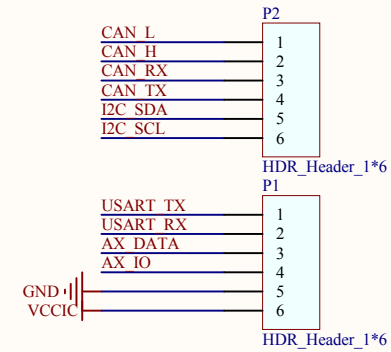 P2
CAN_L 1
CAN_H 2
CAN_RX 3
CAN_TX 4
I2C_SDA 5
I2C_SCL 6
HDR_Header_1*6
P1
USART_TX 1
USART_RX 2
AX_DATA 3
AX_IO 4
GND 5
VCCIC 6
HDR_Header_1*6